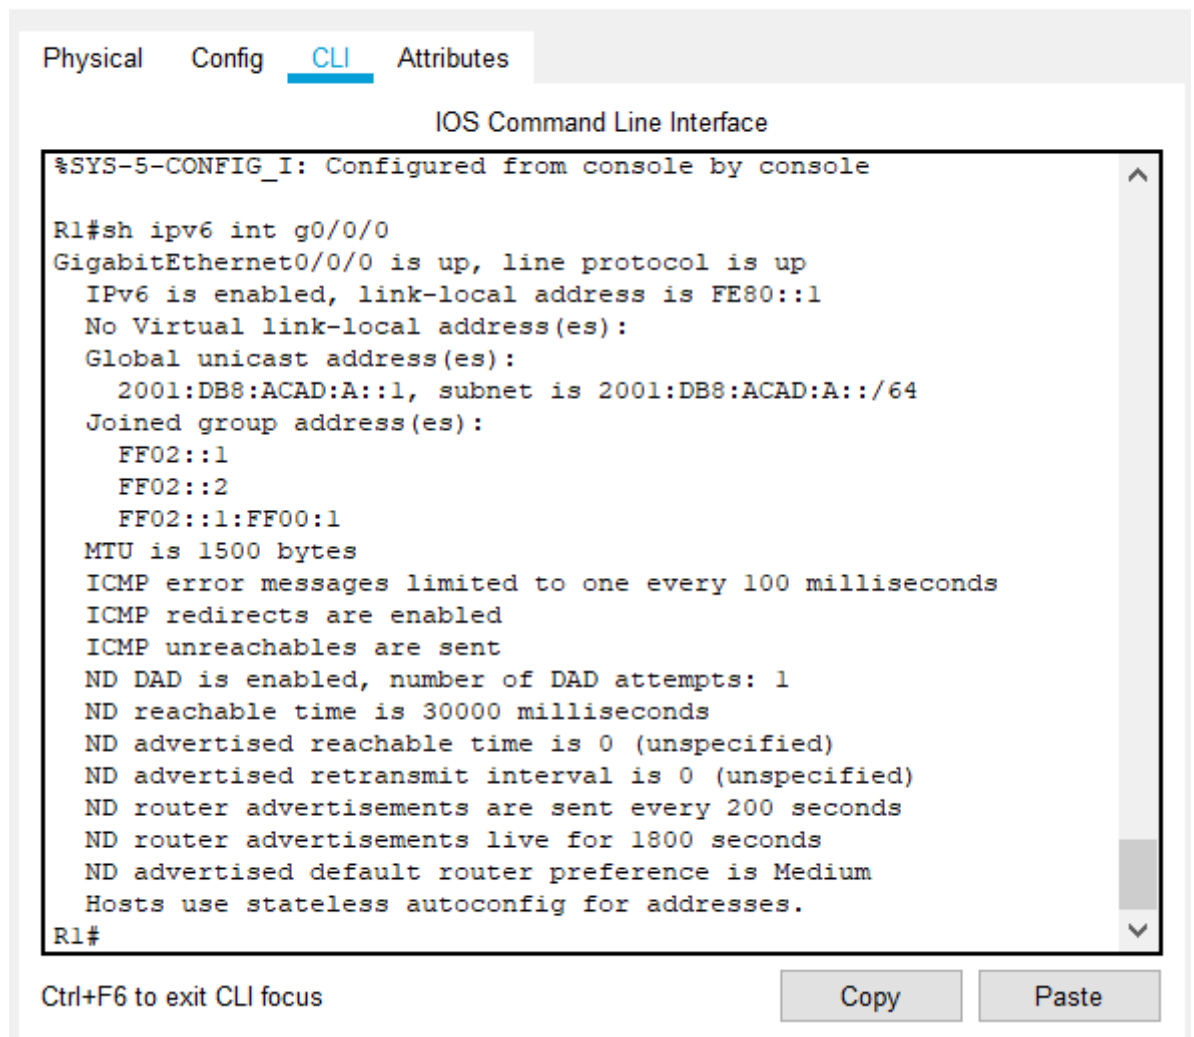 Physical Config CLI Attributes
IOS Command Line Interface
%SYS-5-CONFIG_I: Configured from console by console
R1#sh ipv6 int g0/0/0
GigabitEthernet0/0/0 is up, line protocol is up
IPv6 is enabled, link-local address is FE80::1
No Virtual link-local address(es):
Global unicast address(es):
2001:DB8:ACAD:A::1, subnet is 2001:DB8:ACAD:A::/64
Joined group address(es):
FF02::1
FF02::2
FF02::1:FF00:1
MTU is 1500 bytes
ICMP error messages limited to one every 100 milliseconds
ICMP redirects are enabled
ICMP unreachables are sent
ND DAD is enabled, number of DAD attempts: 1
ND reachable time is 30000 milliseconds
ND advertised reachable time is 0 (unspecified)
ND advertised retransmit interval is 0 (unspecified)
ND router advertisements are sent every 200 seconds
ND router advertisements live for 1800 seconds
ND advertised default router preference is Medium
Hosts use stateless autoconfig for addresses.
R1#
Ctrl+F6 to exit CLI focus Copy Paste